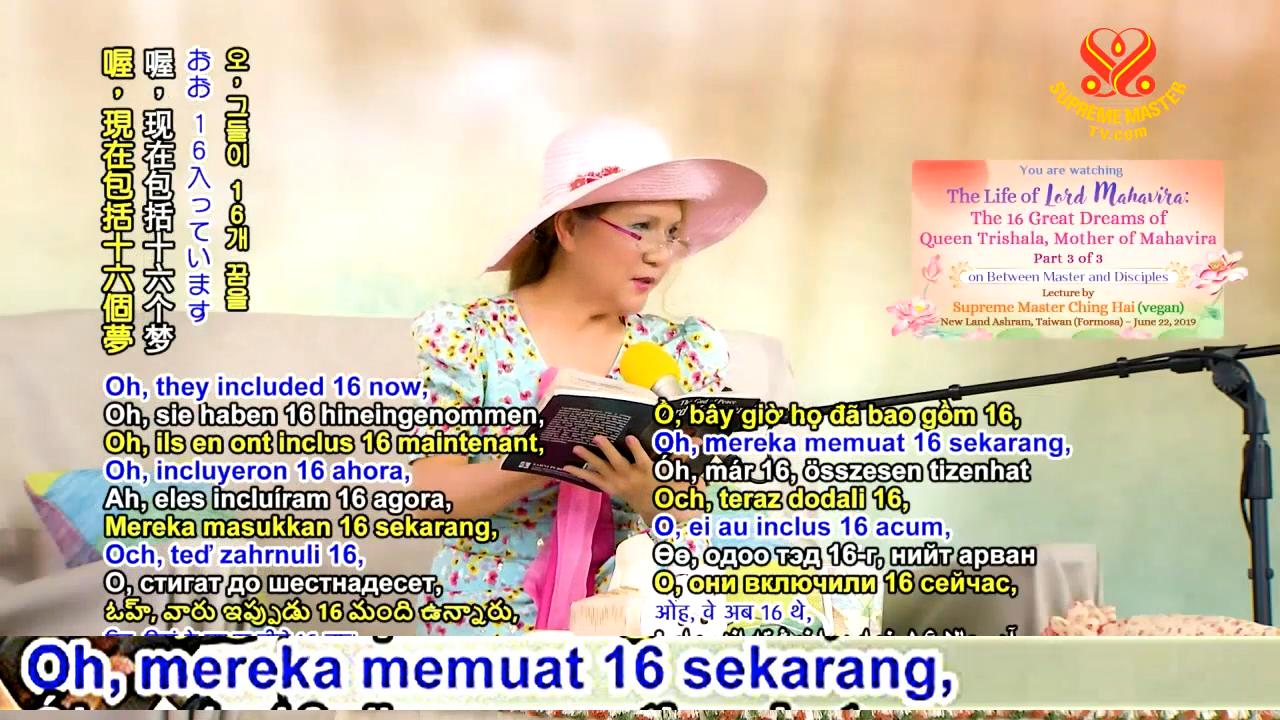 喔，現在包括十六個夢
喔，现在包括十六个梦
おお 16入っています
오, 그들이 16개 꿈을
SUPREME MASTER
TV.com
You are watching
The Life of Lord Mahavira:
The 16 Great Dreams of
Queen Trishala, Mother of Mahavira
Part 3 of 3
on Between Master and Disciples
Lecture by
Supreme Master Ching Hai (vegan)
New Land Ashram, Taiwan (Formosa) – June 22, 2019
Oh, they included 16 now,
Oh, sie haben 16 hineingenommen,
Oh, ils en ont inclus 16 maintenant,
Oh, incluyeron 16 ahora,
Ah, eles incluíram 16 agora,
Mereka masukkan 16 sekarang,
Och, teď zahrnuli 16,
О, стигат до шестнадесет,
ఓహ్, వారు ఇప్పుడు 16 మంది ఉన్నారు,
Ồ, bây giờ họ đã bao gồm 16,
Oh, mereka memuat 16 sekarang,
Óh, már 16, összesen tizenhat
Och, teraz dodali 16,
O, ei au inclus 16 acum,
Өө, одоо тэд 16-г, нийт арван
О, они включили 16 сейчас,
ओह, वे अब 16 थे,
The God of Peace
Oh, mereka memuat 16 sekarang,